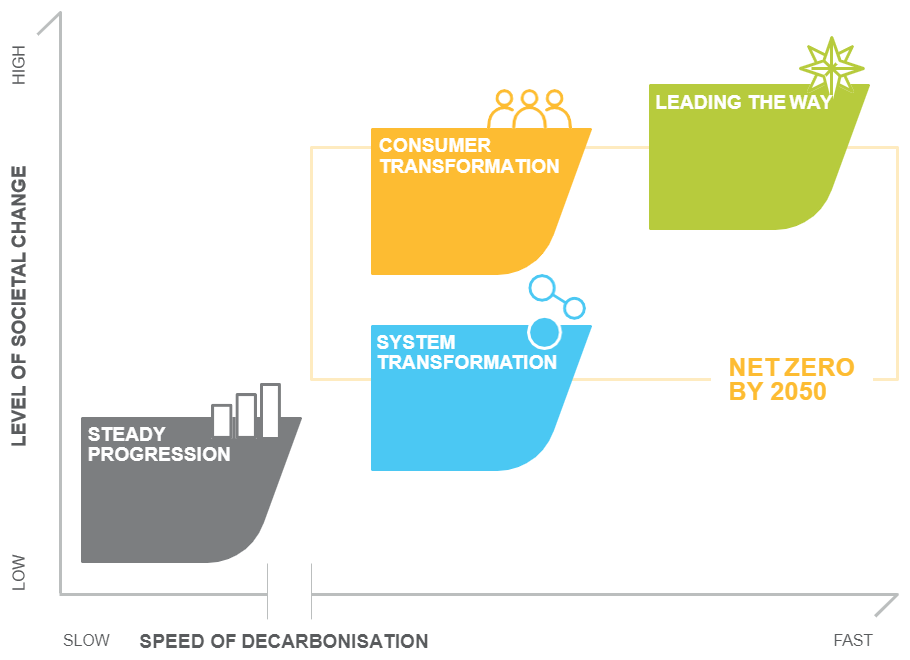 HIGH
LEVEL OF SOCIETAL CHANGE
LOW
LEADING THE WAY
CONSUMER
TRANSFORMATION
SYSTEM
TRANSFORMATION
NET ZERO
BY 2050
STEADY
PROGRESSION
SLOW
SPEED OF DECARBONISATION
FAST